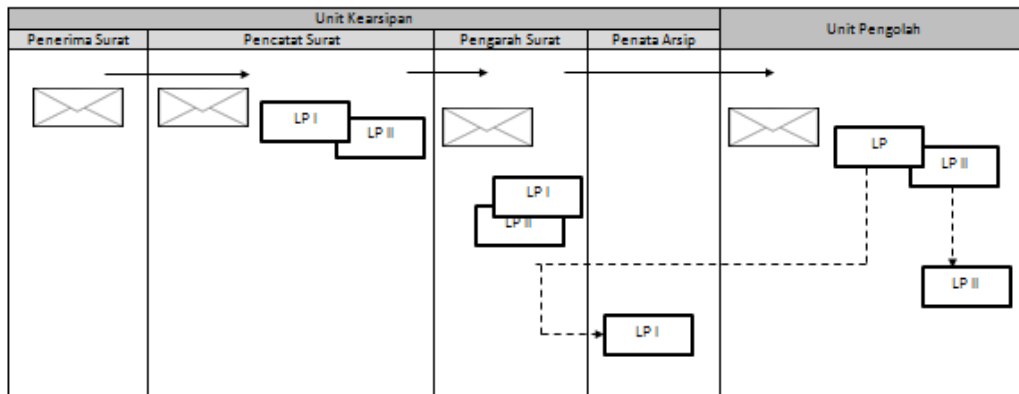 Unit Kearsipan
Unit Pengolah
Penerima Surat
Pencatat Surat
Pengarah Surat
Penata Arsip
LP I
LP II
LP I
LP II
LP
LP II
LP II
LP I